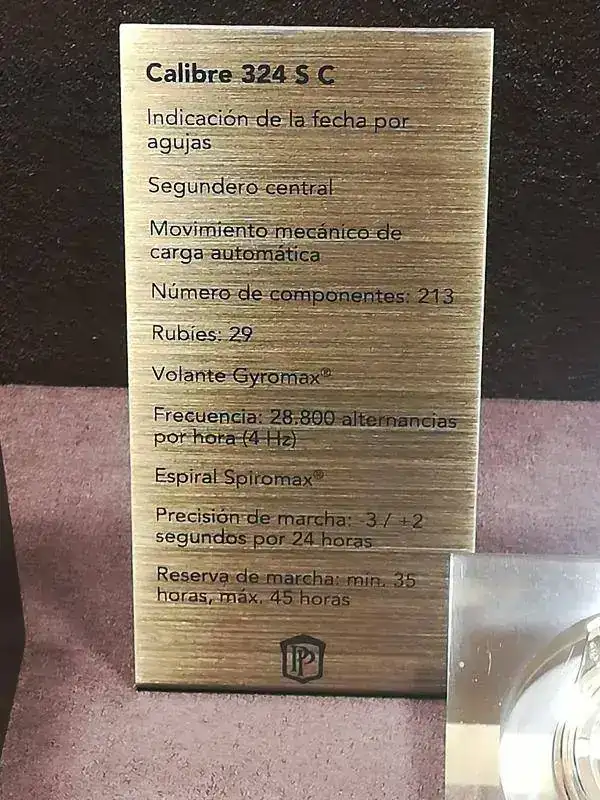 Calibre 324 S C
Indicación de la fecha por
agujas
Segundero central
Movimiento mecánico de
carga automática
Número de componentes: 213
Rubíes: 29
Volante Gyromax®
Frecuencia: 28.800 alternancias
por hora (4 Hz)
Espiral Spiromax®
Precisión de marcha: -3 / +2
segundos por 24 horas
Reserva de marcha: mín. 35
horas, máx. 45 horas
PP